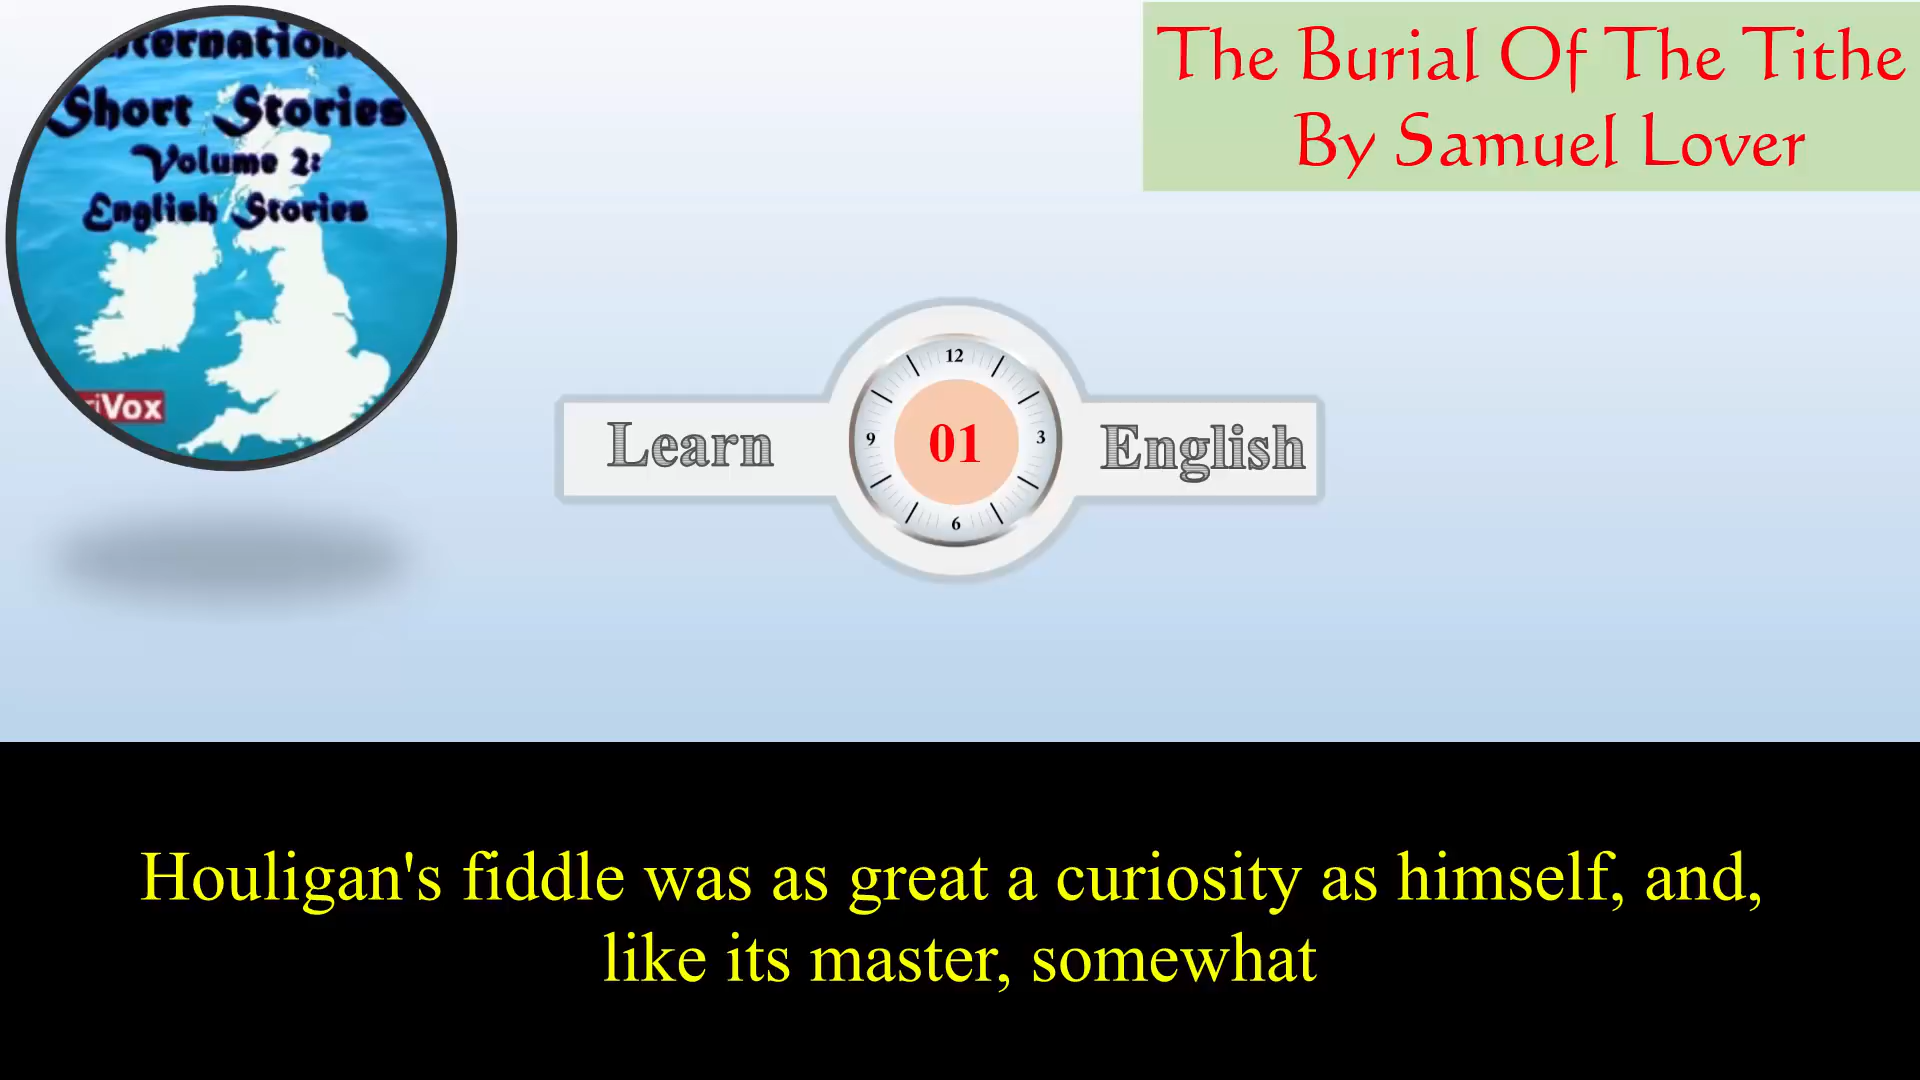 Short Stories
Volume 2:
English Stories
The Burial Of The Tithe
By Samuel Lover
Learn
12
9
01
3
6
English
Houligan's fiddle was as great a curiosity as himself, and,
like its master, somewhat